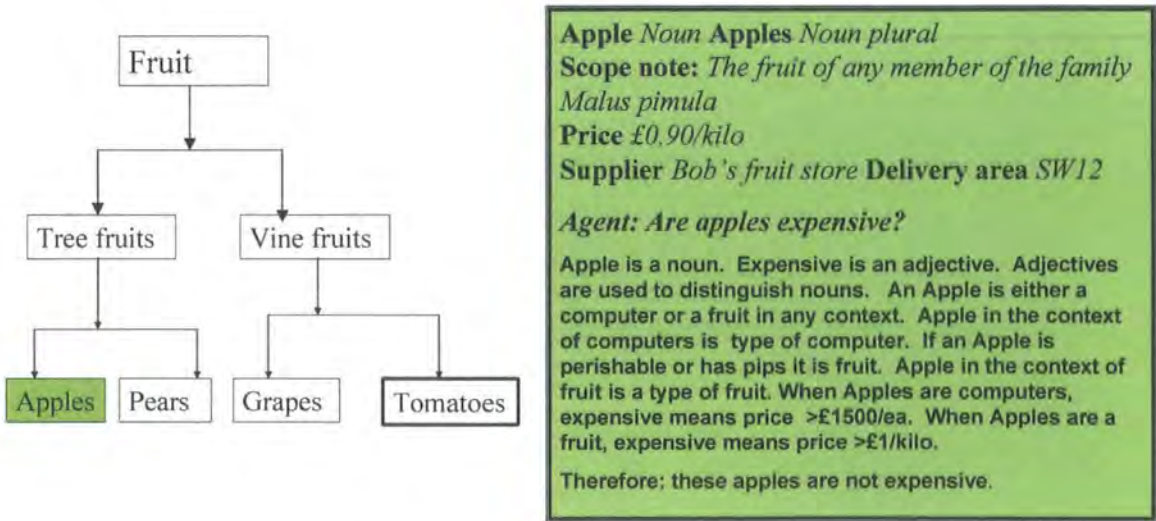 Fruit
Tree fruits
Vine fruits
Apples
Pears
Grapes
Tomatoes
Apple Noun Apples Noun plural
Scope note: The fruit of any member of the family
Malus pimula
Price £0.90/kilo
Supplier Bob's fruit store Delivery area SW12
Agent: Are apples expensive?
Apple is a noun. Expensive is an adjective. Adjectives
are used to distinguish nouns. An Apple is either a
computer or a fruit in any context. Apple in the context
of computers is type of computer. If an Apple is
perishable or has pips it is fruit. Apple in the context of
fruit is a type of fruit. When Apples are computers,
expensive means price >£1500/ea. When Apples are a
fruit, expensive means price >£1/kilo.
Therefore; these apples are not expensive.